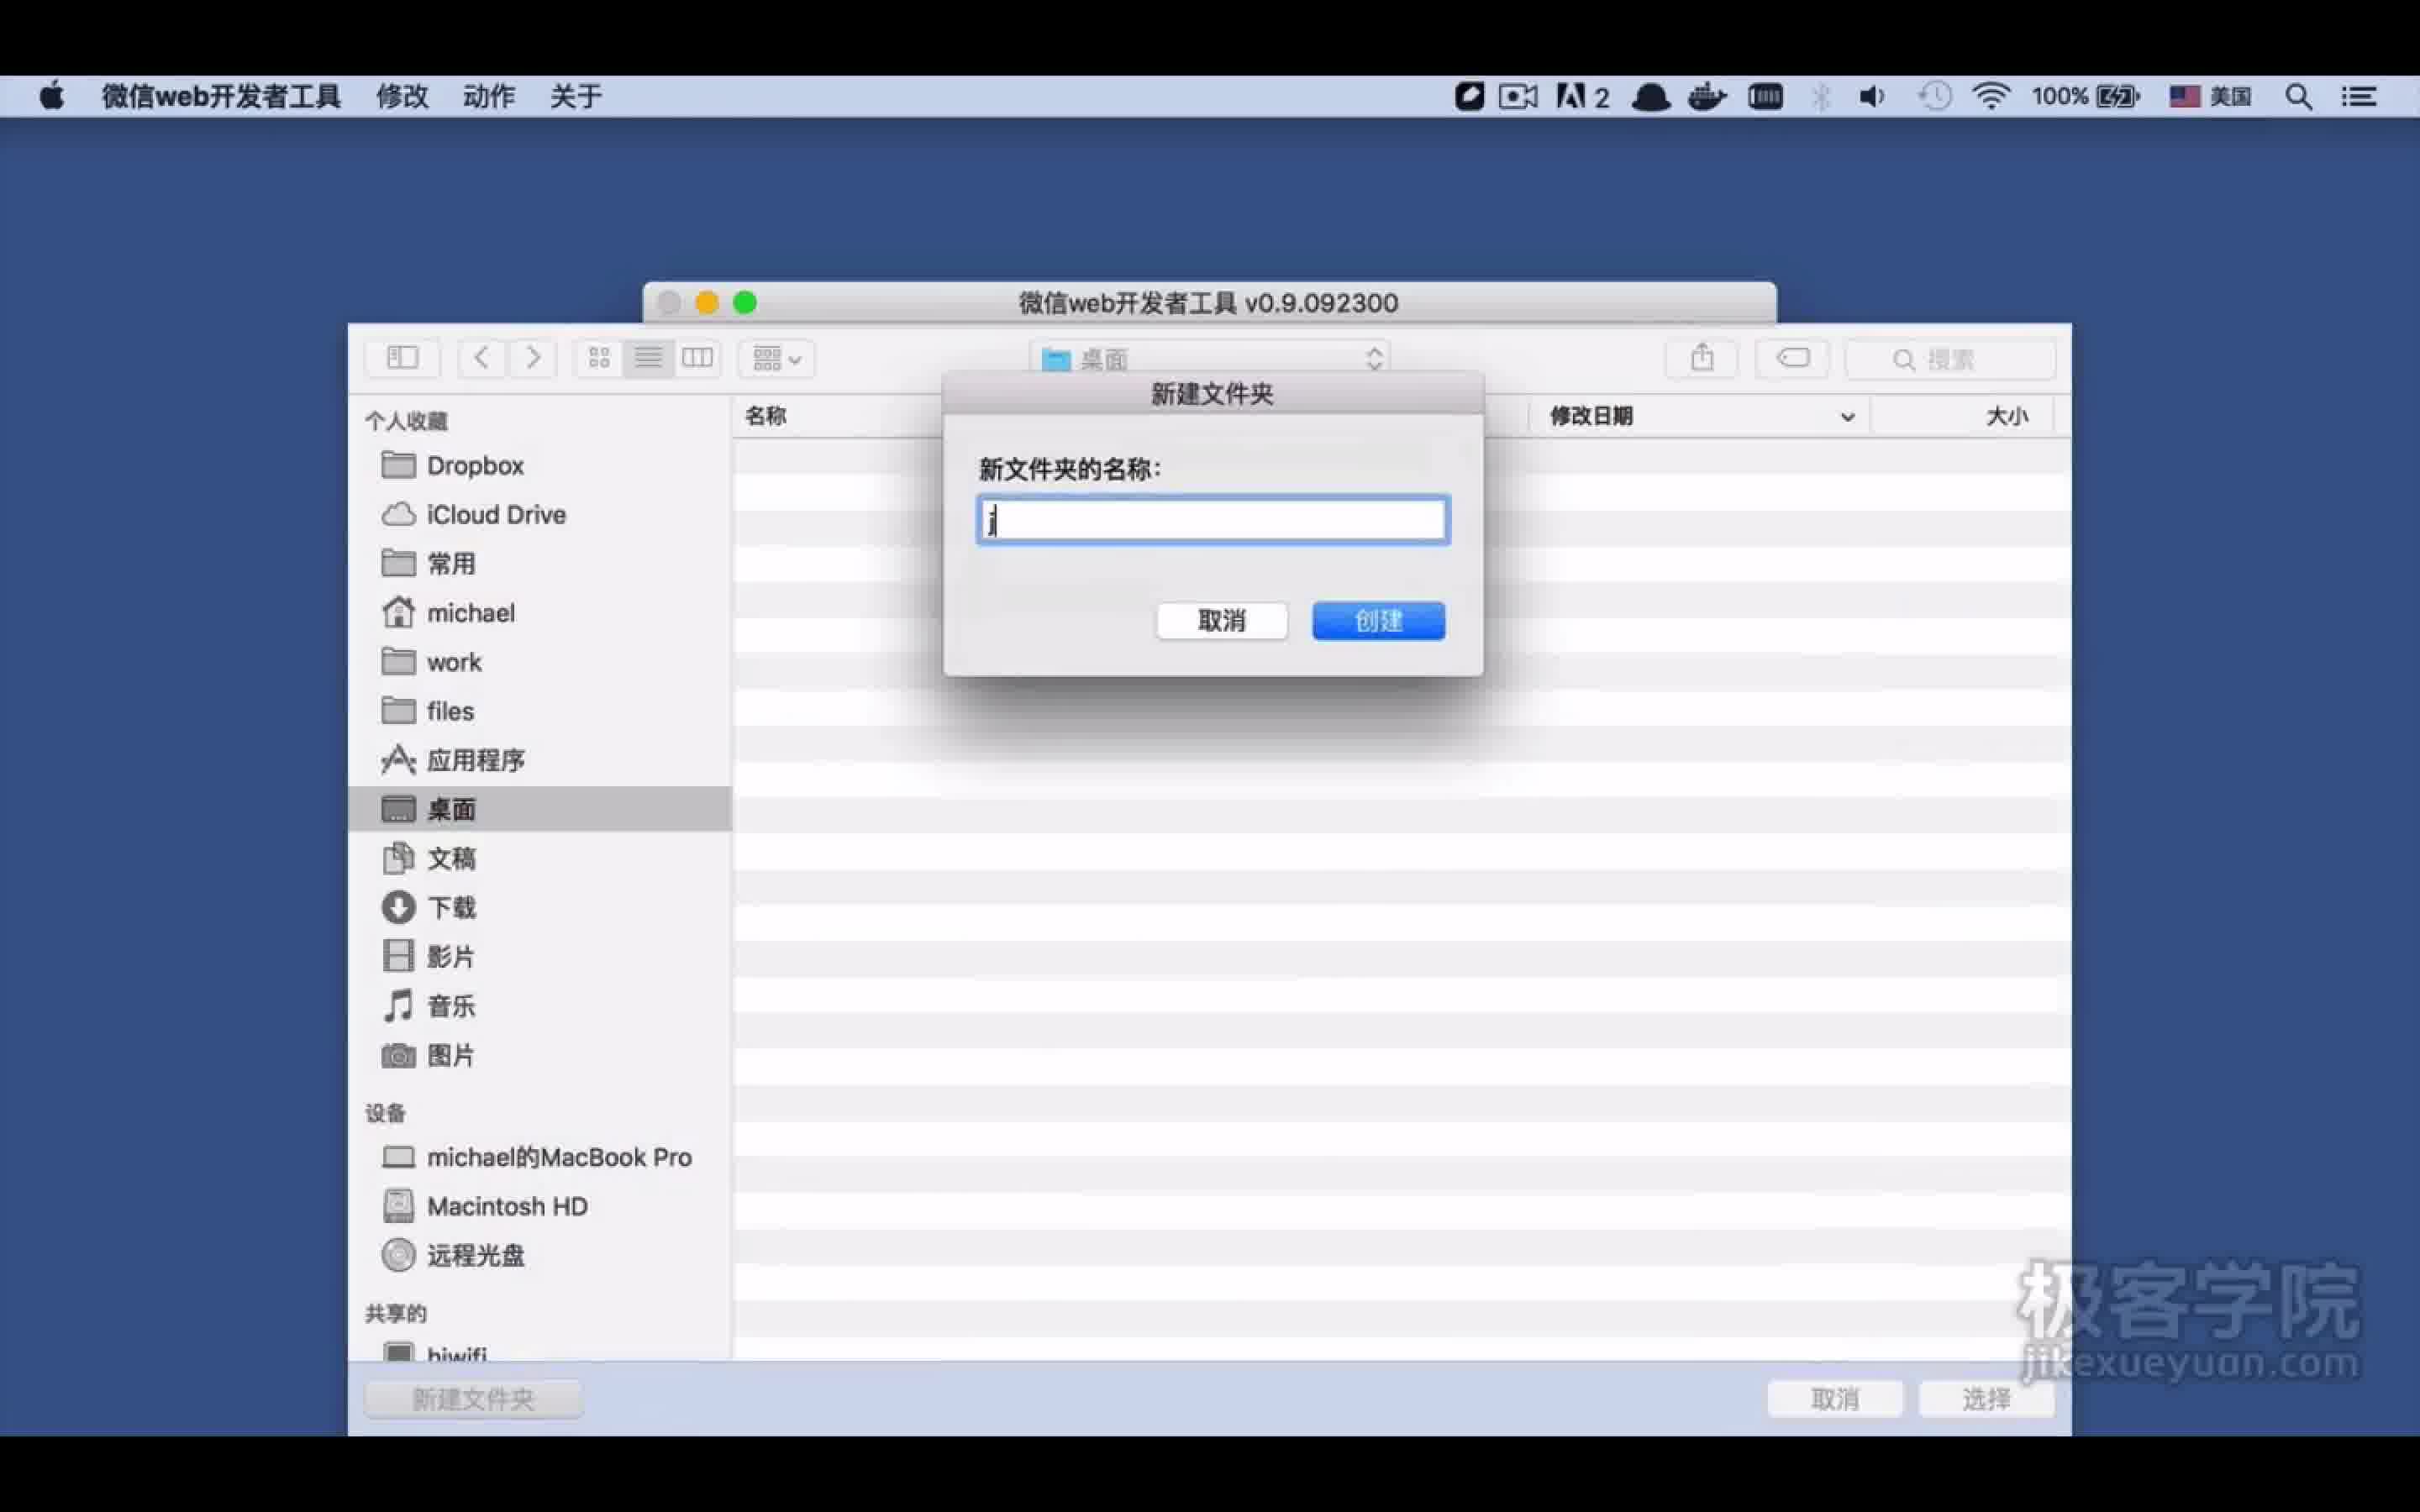 微信web开发者工具 修改 动作 关于 2 100% 美国
微信web开发者工具 v0.9.092300
桌面 搜索
新建文件夹
个人收藏 名称 修改日期 大小
Dropbox
新文件夹的名称：
iCloud Drive
j
常用
michael
取消 创建
work
files
应用程序
桌面
文稿
下载
影片
音乐
图片
设备
michael的MacBook Pro
Macintosh HD
远程光盘
共享的
hiwifi
极客学院
jikexueyuan.com
新建文件夹 取消 选择